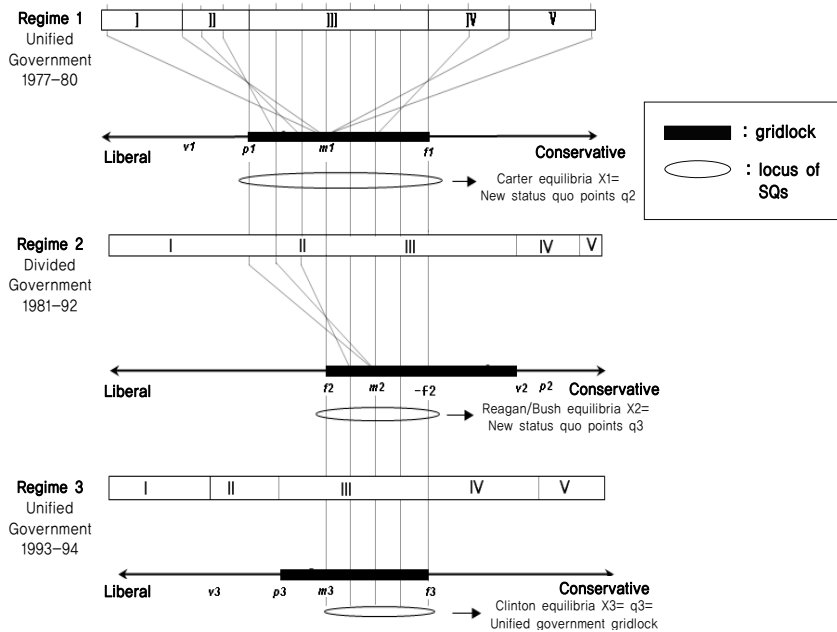 Regime 1
Unified
Government
1977-80
I II III IV V
v1 p1 m1 f1
Liberal Conservative
Carter equilibria X1=
New status quo points q2
: gridlock
: locus of
SQs
Regime 2
Divided
Government
1981-92
I II III IV V
f2 m2 -f2 v2 p2
Liberal Conservative
Reagan/Bush equilibria X2=
New status quo points q3
Regime 3
Unified
Government
1993-94
I II III IV V
Liberal Conservative
v3 p3 m3 f3
Clinton equilibria X3= q3=
Unified government gridlock